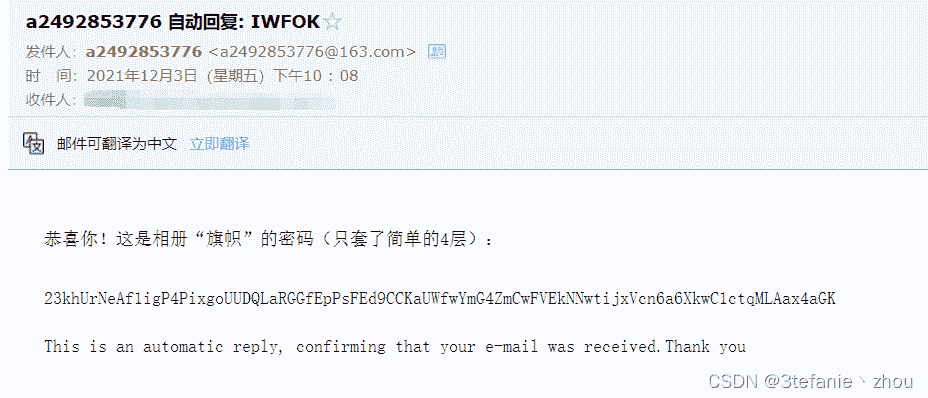 a2492853776 自动回复: IWFOK
发件人: a2492853776 <a2492853776@163.com>
时 间: 2021年12月3日 (星期五) 下午10 : 08
收件人:
邮件可翻译为中文 立即翻译
恭喜你! 这是相册“旗帜”的密码 (只套了简单的4层) :
23khUrNeAf1igP4PixgoUUDQLaRGGfEpPsFEd9CCKaUWfwYmG4ZmCwFVEkNNwtijxVcn6a6XkwC1ctqMLAax4aGK
This is an automatic reply, confirming that your e-mail was received.Thank you
CSDN @3tefanie丶zhou